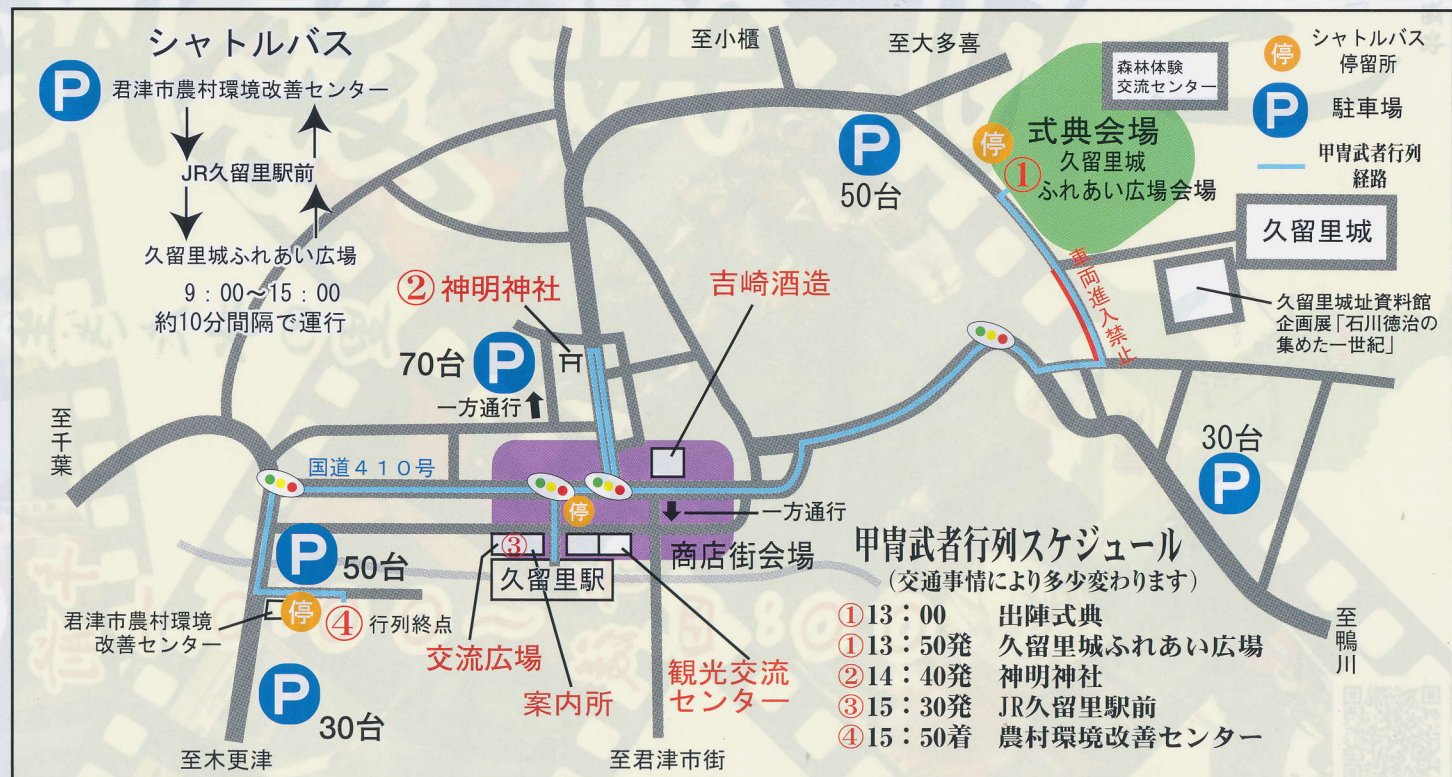 シャトルバス
P
君津市農村環境改善センター
JR久留里駅前
久留里城ふれあい広場
9：00～15：00
約10分間隔で運行
至小櫃
至大多喜
森林体験
交流センター
停
シャトルバス
停留所
P
駐車場
甲冑武者行列
経路
P
50台
停
式典会場
①
久留里城
ふれあい広場会場
久留里城
車両進入禁止
久留里城址資料館
企画展「石川徳治の
集めた一世紀」
②神明神社
吉崎酒造
70台
P
一方通行
至千葉
国道410号
停
一方通行
商店街会場
③
久留里駅
30台
P
P
50台
君津市農村環境
改善センター
停
④ 行列終点
交流広場
案内所
観光交流
センター
P
30台
至木更津
至君津市街
至鴨川
甲冑武者行列スケジュール
（交通事情により多少変わります）
①13：00 出陣式典
①13：50発 久留里城ふれあい広場
②14：40発 神明神社
③15：30発 JR久留里駅前
④15：50着 農村環境改善センター